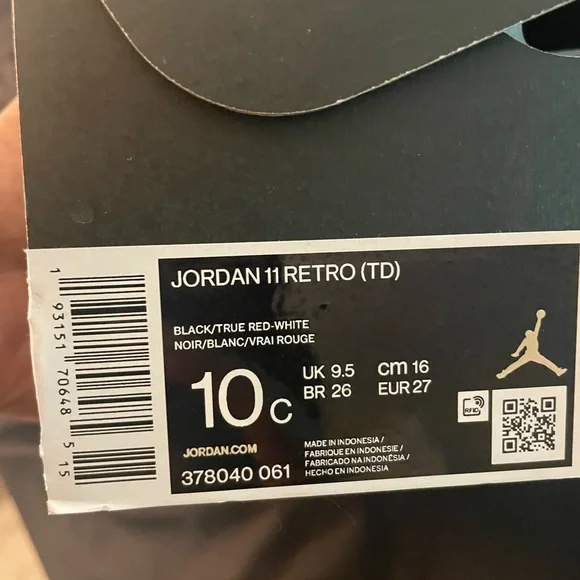 JORDAN 11 RETRO (TD)
BLACK/TRUE RED-WHITE
NOIR/BLANC/VRAI ROUGE
10C
UK 9.5
BR 26
cm 16
EUR 27
JORDAN.COM
378040 061
MADE IN INDONESIA /
FABRIQUE EN INDONESIE /
FABRICADO NA INDONÉSIA /
HECHO EN INDONESIA
RFID
1 93151 70648 5 15